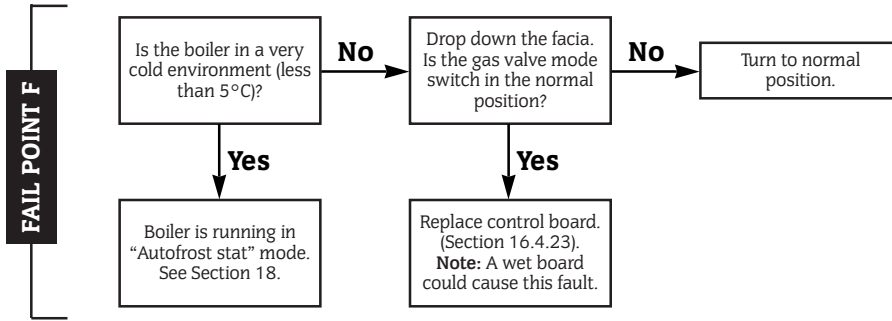 FAIL POINT F
Is the boiler in a very
cold environment (less
than 5°C)?
No
Drop down the facia.
Is the gas valve mode
switch in the normal
position?
No
Turn to normal
position.
Yes
Yes
Boiler is running in
“Autofrost stat” mode.
See Section 18.
Replace control board.
(Section 16.4.23).
Note: A wet board
could cause this fault.